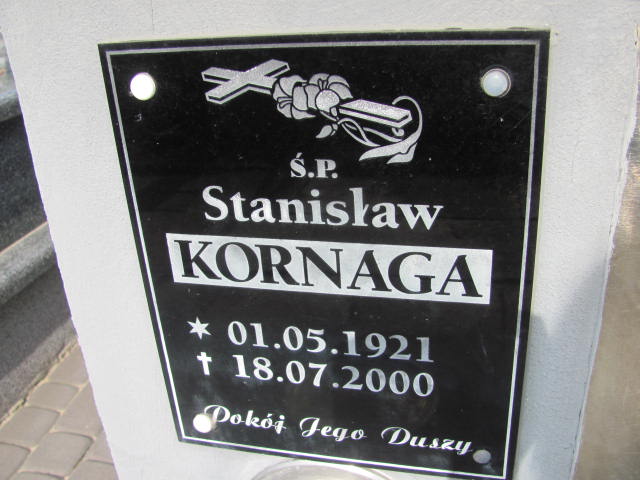 Ś.P.
Stanisław
KORNAGA
* 01.05.1921
✝ 18.07.2000
Pokój Jego Duszy